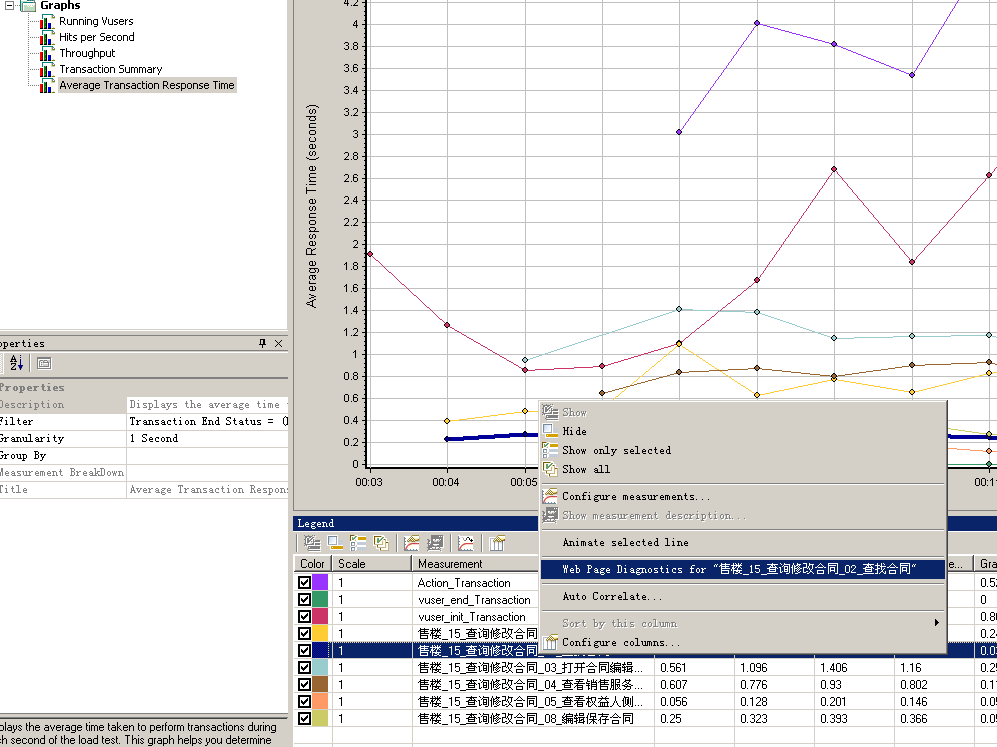 Graphs
Running Vusers
Hits per Second
Throughput
Transaction Summary
Average Transaction Response Time
operties
Properties
Description Displays the average time
Filter Transaction End Status = (
Granularity 1 Second
Group By
Measurement BreakDown
Title Average Transaction Respons
plays the average time taken to perform transactions during
ch second of the load test. This graph helps you determine
Average Response Time (seconds)
4.2
4
3.8
3.6
3.4
3.2
3
2.8
2.6
2.4
2.2
2
1.8
1.6
1.4
1.2
1
0.8
0.6
0.4
0.2
0
00:03 00:04 00:05 00:11
Show
Hide
Show only selected
Show all
Configure measurements...
Show measurement description...
Animate selected line
Web Page Diagnostics for "售楼_15_查询修改合同_02_查找合同"
Auto Correlate...
Sort by this column
Configure columns...
Legend
Color Scale Measurement e... Gra
1 Action_Transaction 0.52
1 vuser_end_Transaction 0
1 vuser_init_Transaction 0.80
1 售楼_15_查询修改合同 0.24
1 售楼_15_查询修改合同 0.03
1 售楼_15_查询修改合同_03_打开合同编辑... 0.561 1.096 1.406 1.16 0.25
1 售楼_15_查询修改合同_04_查看销售服务... 0.607 0.776 0.93 0.802 0.11
1 售楼_15_查询修改合同_05_查看权益人侧... 0.056 0.128 0.201 0.146 0.05
1 售楼_15_查询修改合同_08_编辑保存合同 0.25 0.323 0.393 0.366 0.05